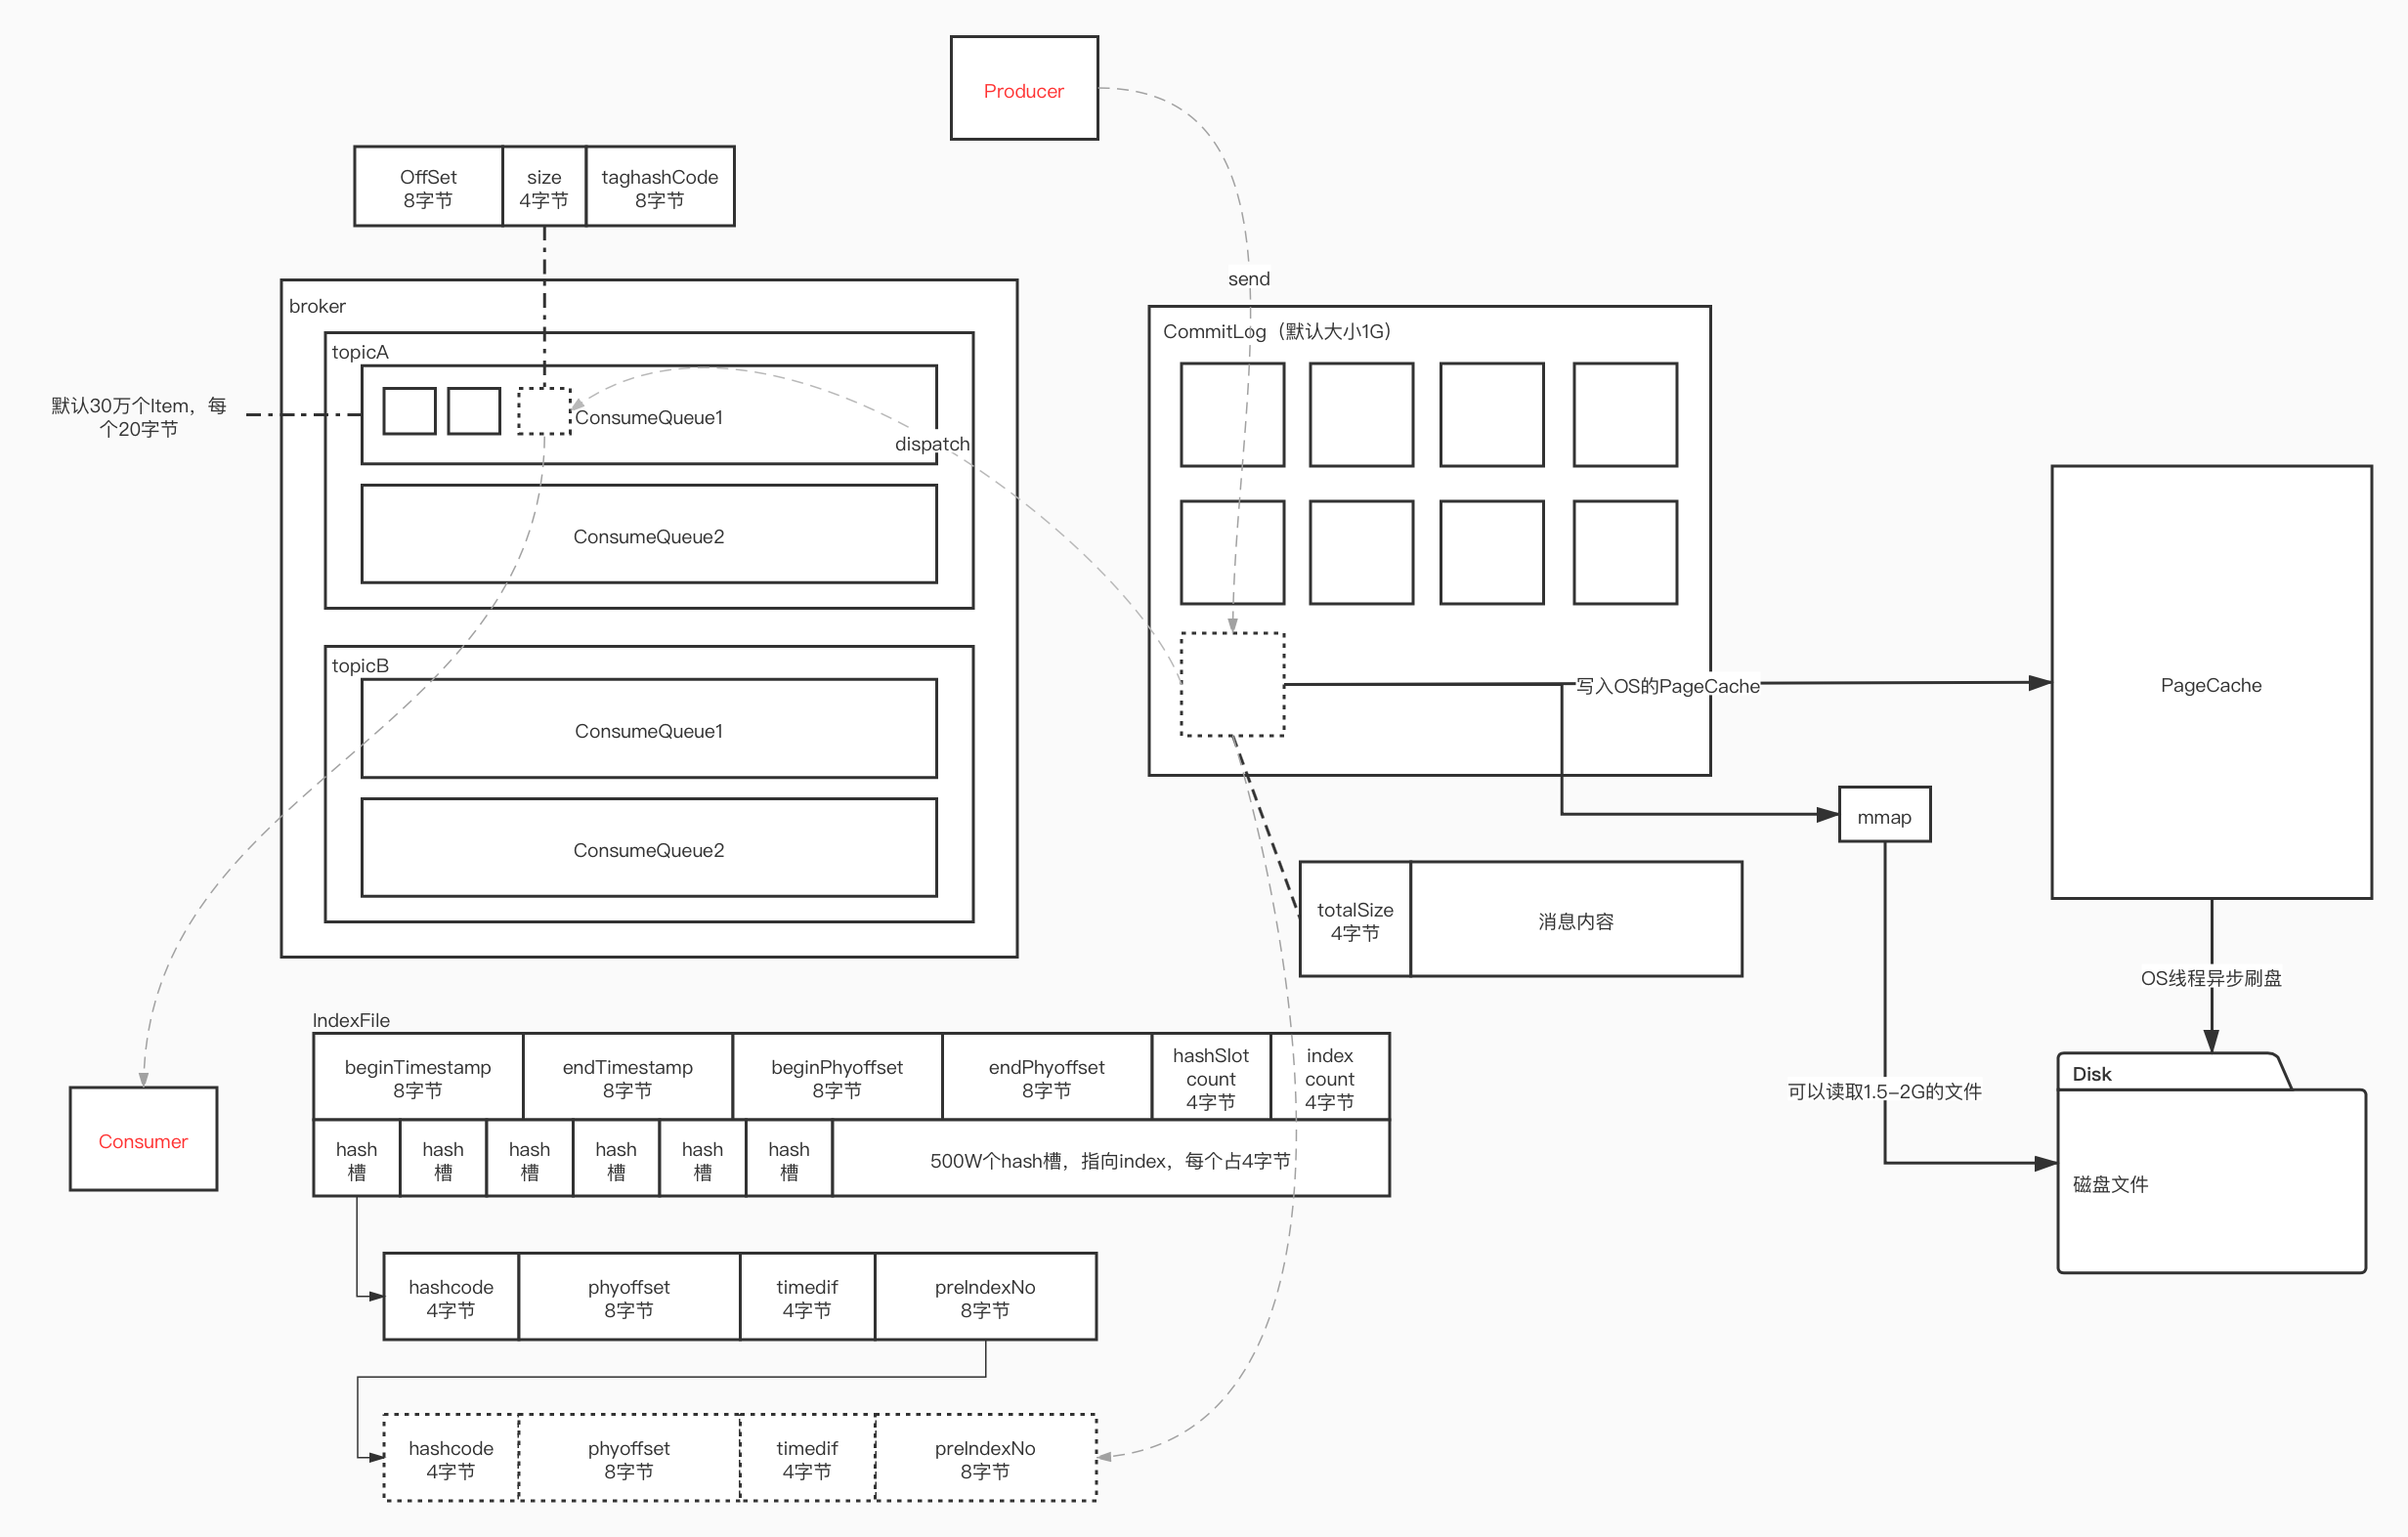 Producer
OffSet
8字节
size
4字节
taghashCode
8字节
send
broker
CommitLog（默认大小1G）
topicA
默认30万个Item，每
个20字节
ConsumeQueue1
dispatch
ConsumeQueue2
topicB
写入OS的PageCache
PageCache
ConsumeQueue1
mmap
ConsumeQueue2
totalSize
4字节
消息内容
OS线程异步刷盘
IndexFile
beginTimestamp
8字节
endTimestamp
8字节
beginPhyoffset
8字节
endPhyoffset
8字节
hashSlot
count
4字节
index
count
4字节
Disk
可以读取1.5-2G的文件
Consumer
hash
槽
hash
槽
hash
槽
hash
槽
hash
槽
hash
槽
500W个hash槽，指向index，每个占4字节
磁盘文件
hashcode
4字节
phyoffset
8字节
timedif
4字节
preIndexNo
8字节
hashcode
4字节
phyoffset
8字节
timedif
4字节
preIndexNo
8字节